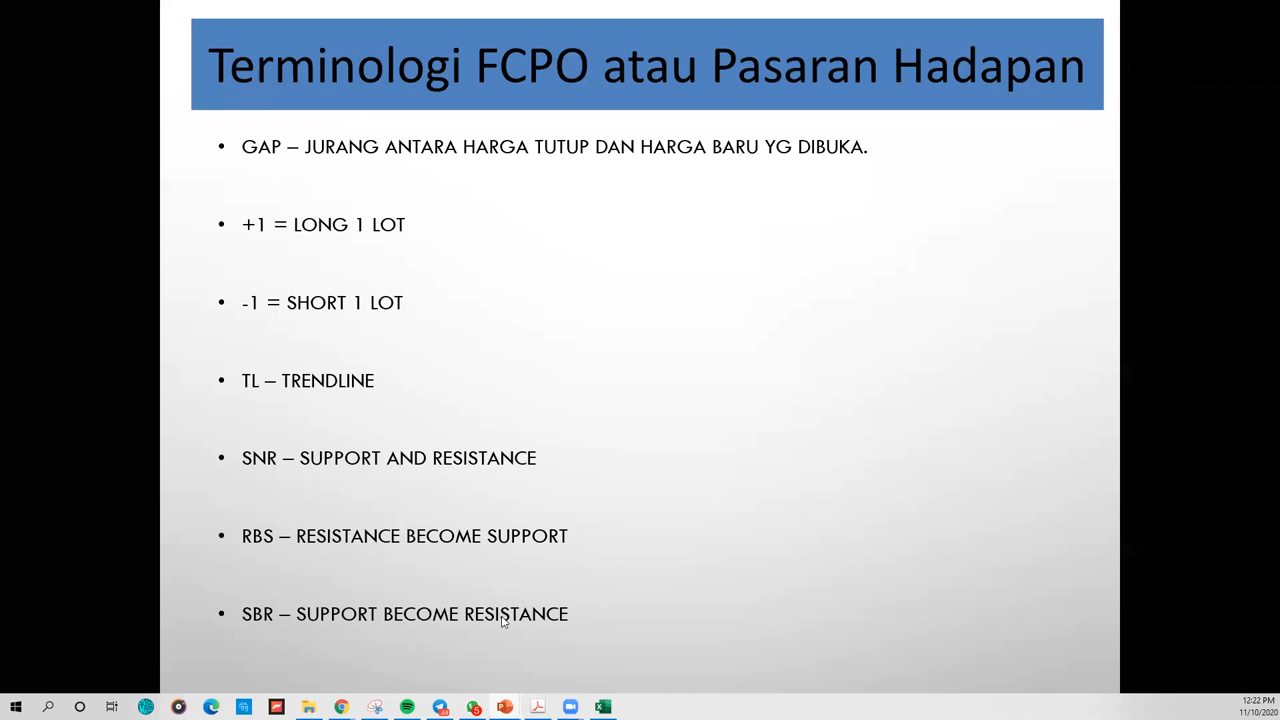 Terminologi FCPO atau Pasaran Hadapan
• GAP – JURANG ANTARA HARGA TUTUP DAN HARGA BARU YG DIBUKA.
• +1 = LONG 1 LOT
• -1 = SHORT 1 LOT
• TL – TRENDLINE
• SNR – SUPPORT AND RESISTANCE
• RBS – RESISTANCE BECOME SUPPORT
• SBR – SUPPORT BECOME RESISTANCE
12:22 PM
11/10/2020